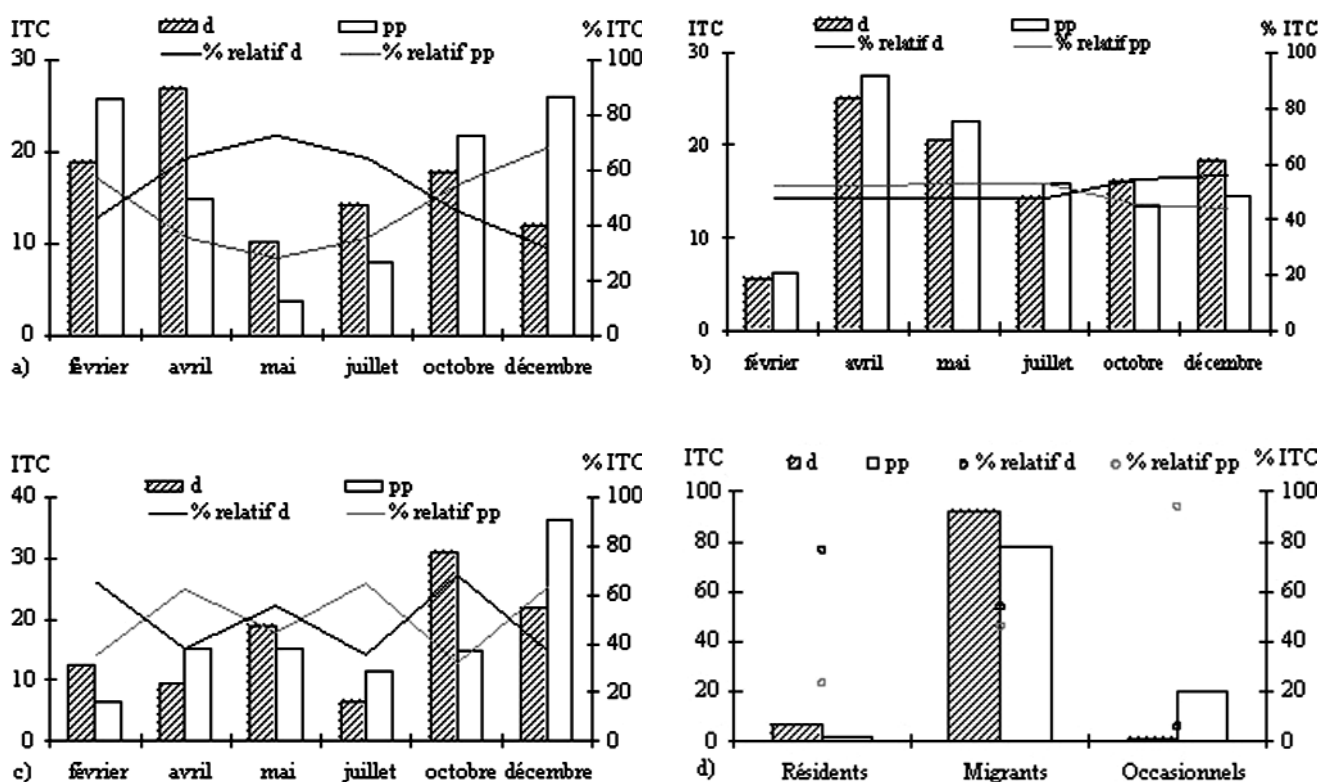 ITC d pp % ITC
% relatif d % relatif pp
30 100
80
20
60
40
10
20
0 0
a) février avril mai juillet octobre décembre
ITC d pp % ITC
% relatif d % relatif pp
30 100
80
20
60
40
10
20
0 0
b) février avril mai juillet octobre décembre
ITC d pp % ITC
% relatif d % relatif pp
40 100
80
30
60
20
40
10
20
0 0
c) février avril mai juillet octobre décembre
ITC d pp % relatif d % relatif pp % ITC
100 100
80 80
60 60
40 40
20 20
0 0
d) Résidents Migrants Occasionnels